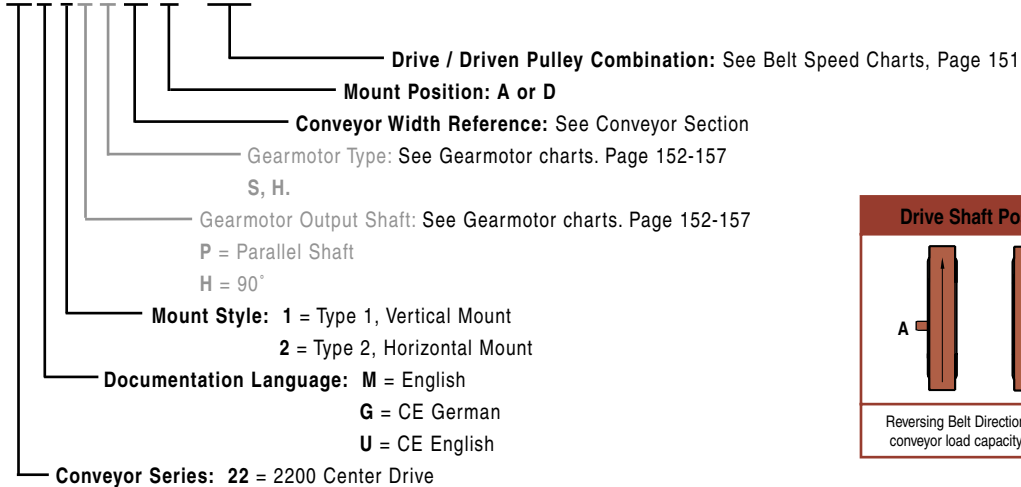 Drive / Driven Pulley Combination: See Belt Speed Charts, Page 151
Mount Position: A or D
Conveyor Width Reference: See Conveyor Section
Gearmotor Type: See Gearmotor charts. Page 152-157
S, H.
Gearmotor Output Shaft: See Gearmotor charts. Page 152-157
P = Parallel Shaft
H = 90°
Mount Style: 1 = Type 1, Vertical Mount
2 = Type 2, Horizontal Mount
Documentation Language: M = English
G = CE German
U = CE English
Conveyor Series: 22 = 2200 Center Drive
Drive Shaft Po
A
Reversing Belt Direction
conveyor load capacity